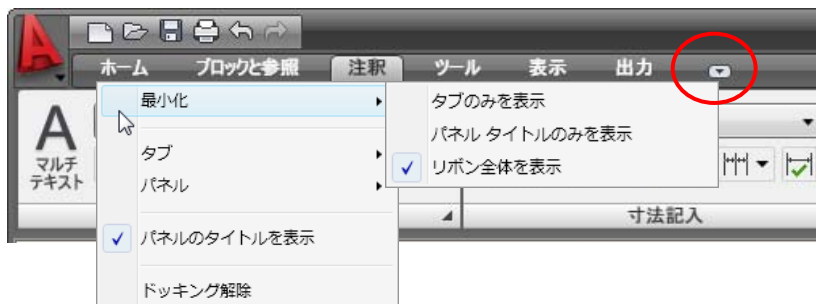 ホーム ブロックと参照 注釈 ツール 表示 出力
最小化
タブのみを表示
パネル タイトルのみを表示
リボン全体を表示
A
マルチ
テキスト
タブ
パネル
寸法記入
パネルのタイトルを表示
ドッキング解除